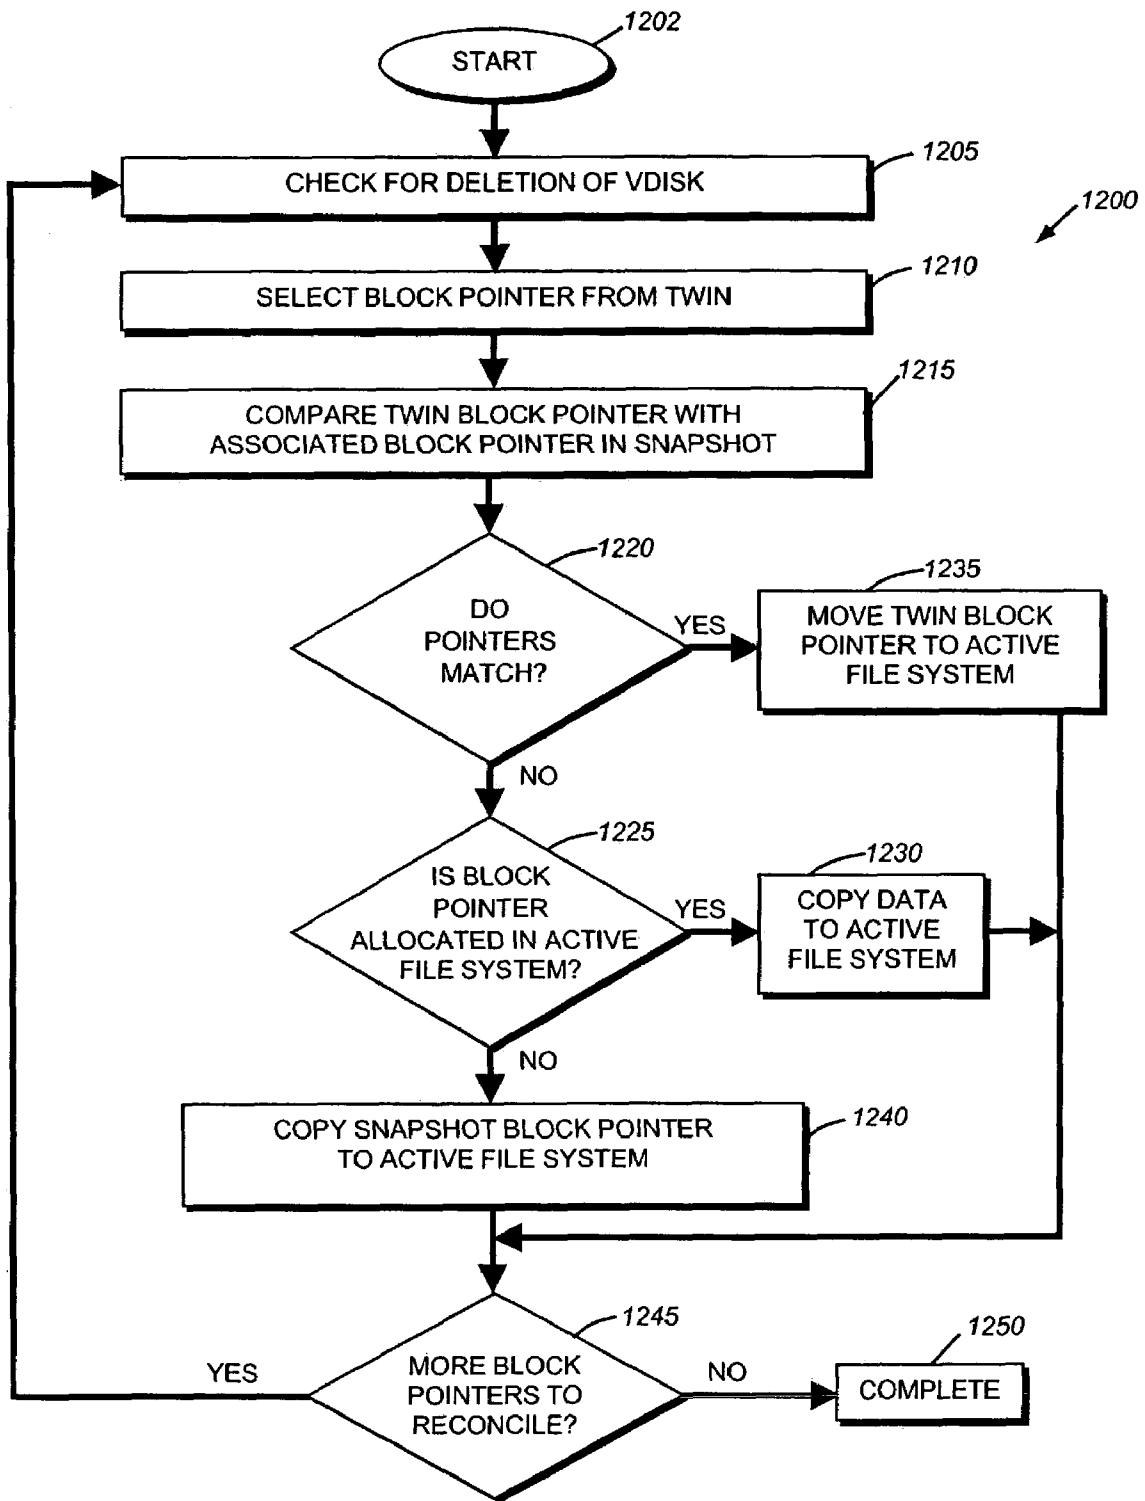 1202
START
1205
CHECK FOR DELETION OF VDISK
1200
1210
SELECT BLOCK POINTER FROM TWIN
1215
COMPARE TWIN BLOCK POINTER WITH
ASSOCIATED BLOCK POINTER IN SNAPSHOT
1220
DO
POINTERS
MATCH?
YES
1235
MOVE TWIN BLOCK
POINTER TO ACTIVE
FILE SYSTEM
NO
1225
IS BLOCK
POINTER
ALLOCATED IN ACTIVE
FILE SYSTEM?
YES
1230
COPY DATA
TO ACTIVE
FILE SYSTEM
NO
1240
COPY SNAPSHOT BLOCK POINTER
TO ACTIVE FILE SYSTEM
1245
MORE BLOCK
POINTERS TO
RECONCILE?
YES
NO
1250
COMPLETE